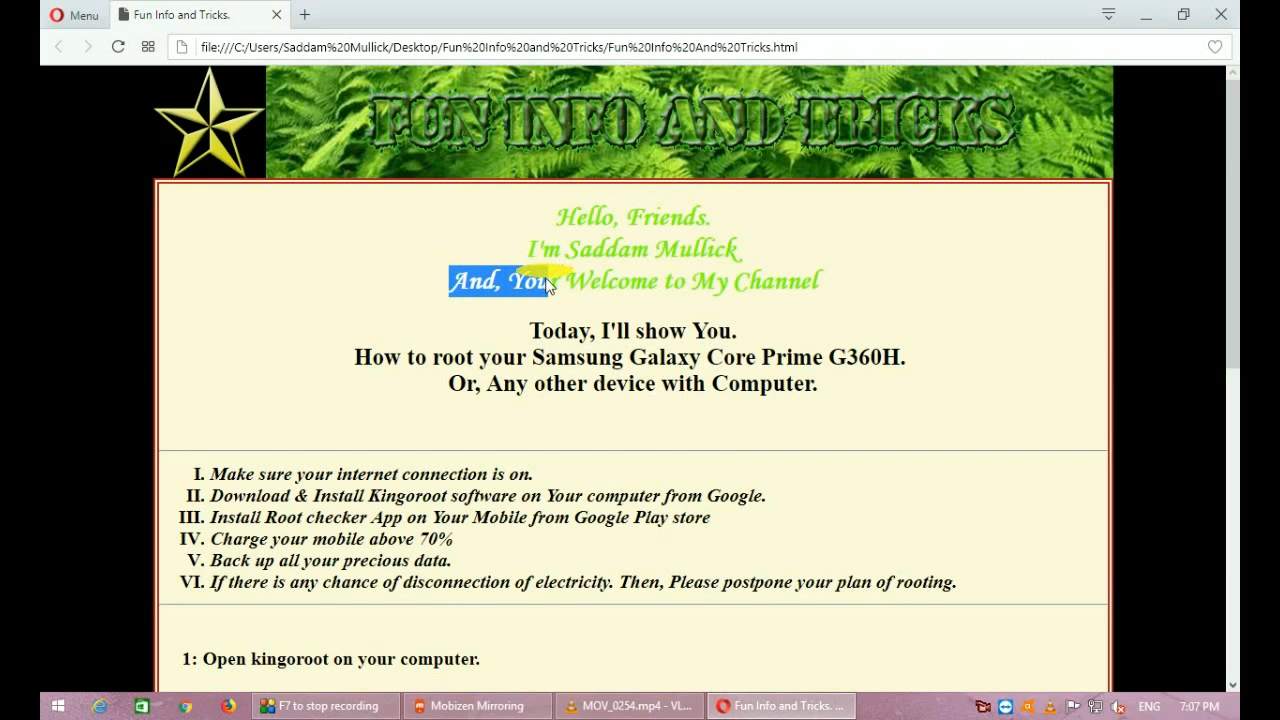 Menu
Fun Info and Tricks.
file:///C:/Users/Saddam%20Mullick/Desktop/Fun%20Info%20and%20Tricks/Fun%20Info%20And%20Tricks.html
FUN INFO AND TRICKS
Hello, Friends.
I'm Saddam Mullick
And, Your Welcome to My Channel
Today, I'll show You.
How to root your Samsung Galaxy Core Prime G360H.
Or, Any other device with Computer.
I. Make sure your internet connection is on.
II. Download & Install Kingoroot software on Your computer from Google.
III. Install Root checker App on Your Mobile from Google Play store
IV. Charge your mobile above 70%
V. Back up all your precious data.
VI. If there is any chance of disconnection of electricity. Then, Please postpone your plan of rooting.
1: Open kingoroot on your computer.
F7 to stop recording
Mobizen Mirroring
MOV_0254.mp4 - VL...
Fun Info and Tricks. ...
ENG
7:07 PM